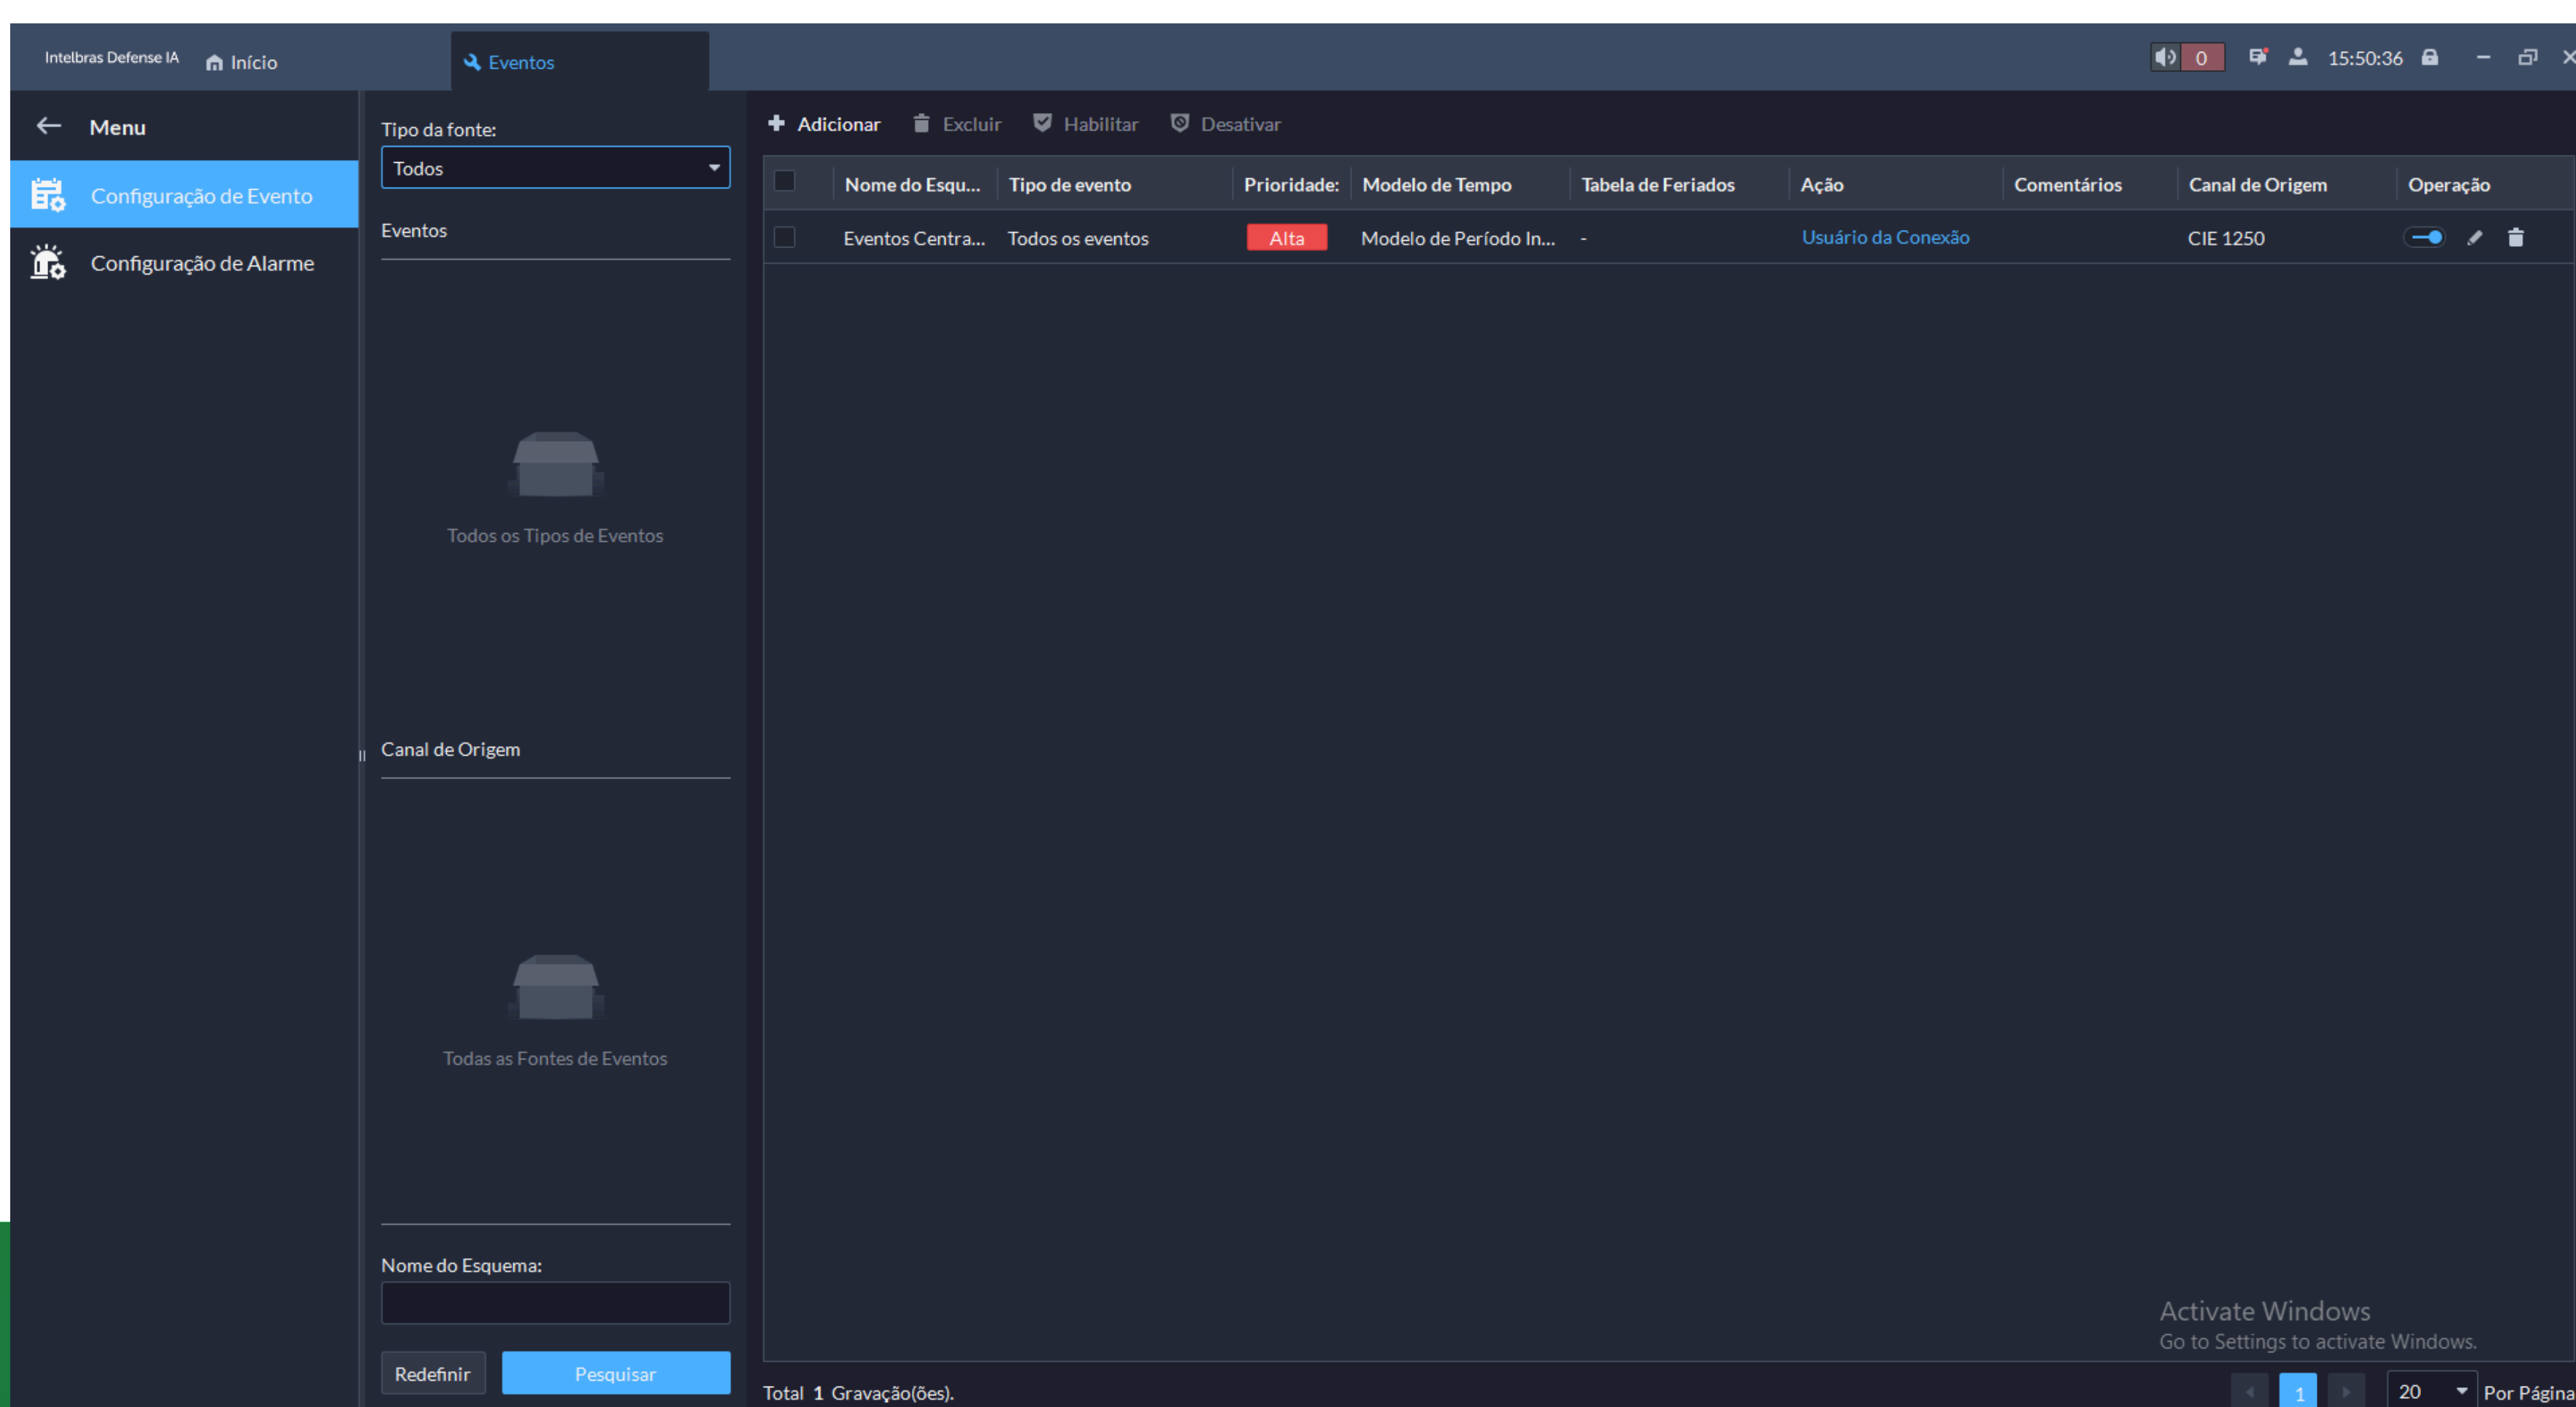 Intelbras Defense IA
Início
Eventos
0
15:50:36
Menu
Configuração de Evento
Configuração de Alarme
Tipo da fonte:
Todos
Eventos
Todos os Tipos de Eventos
Canal de Origem
Todas as Fontes de Eventos
Nome do Esquema:
Redefinir
Pesquisar
Adicionar
Excluir
Habilitar
Desativar
Nome do Esqu... Tipo de evento Prioridade: Modelo de Tempo Tabela de Feriados Ação Comentários Canal de Origem Operação
Eventos Centra... Todos os eventos Alta Modelo de Período In... - Usuário da Conexão CIE 1250
Activate Windows
Go to Settings to activate Windows.
Total 1 Gravação(ões).
1
20
Por Página